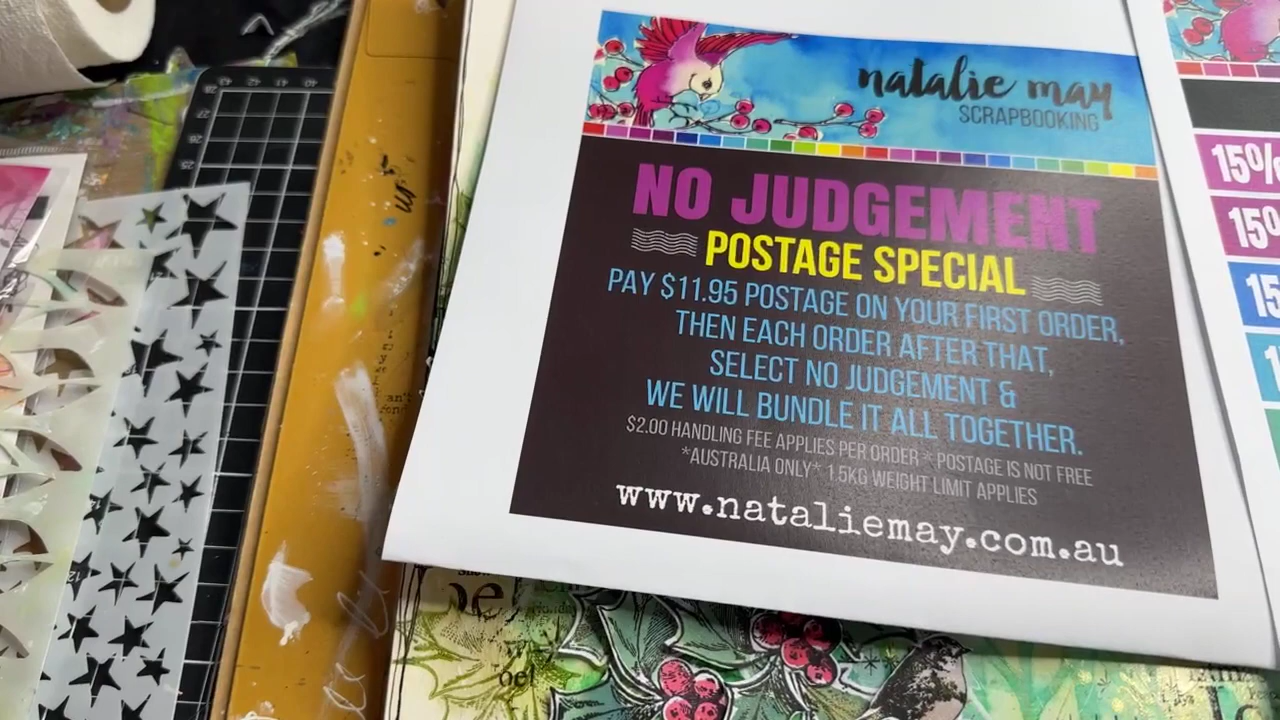 natalie may
SCRAPBOOKING
NO JUDGEMENT
POSTAGE SPECIAL
PAY $11.95 POSTAGE ON YOUR FIRST ORDER,
THEN EACH ORDER AFTER THAT,
SELECT NO JUDGEMENT &
WE WILL BUNDLE IT ALL TOGETHER.
$2.00 HANDLING FEE APPLIES PER ORDER * POSTAGE IS NOT FREE
*AUSTRALIA ONLY* 1.5KG WEIGHT LIMIT APPLIES
www.nataliemay.com.au
15%
15%
15